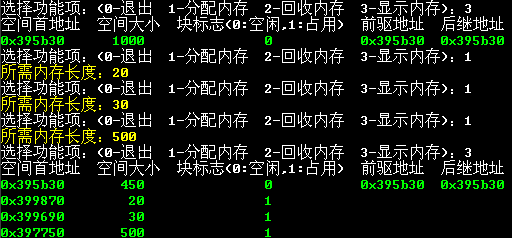 选择功能项：(0-退出  1-分配内存  2-回收内存  3-显示内存)：3
空间首地址  空间大小  块标志(0:空闲,1:占用)  前驱地址  后继地址
0x395b30  1000  0  0x395b30  0x395b30
选择功能项：(0-退出  1-分配内存  2-回收内存  3-显示内存)：1
所需内存长度：20
选择功能项：(0-退出  1-分配内存  2-回收内存  3-显示内存)：1
所需内存长度：30
选择功能项：(0-退出  1-分配内存  2-回收内存  3-显示内存)：1
所需内存长度：500
选择功能项：(0-退出  1-分配内存  2-回收内存  3-显示内存)：3
空间首地址  空间大小  块标志(0:空闲,1:占用)  前驱地址  后继地址
0x395b30  450  0  0x395b30  0x395b30
0x399870  20  1
0x399690  30  1
0x397750  500  1